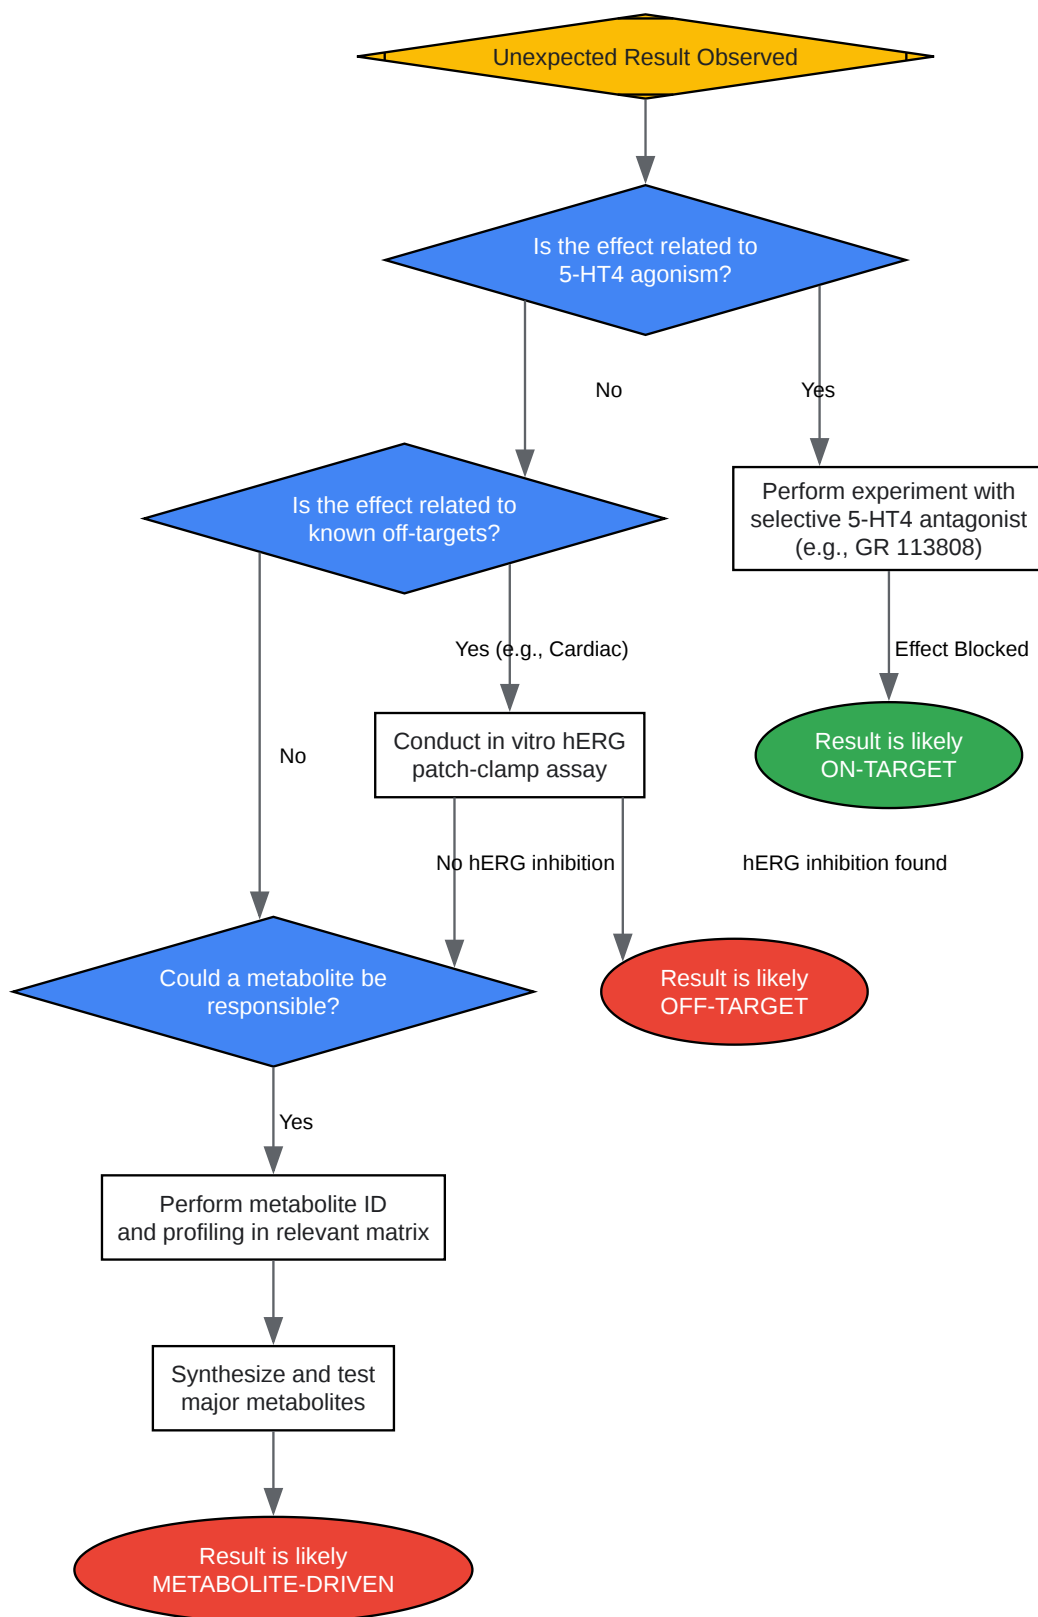 Unexpected Result Observed
Is the effect related to
5-HT4 agonism?
No
Yes
Is the effect related to
known off-targets?
Perform experiment with
selective 5-HT4 antagonist
(e.g., GR 113808)
Yes (e.g., Cardiac)
Effect Blocked
No
Conduct in vitro hERG
patch-clamp assay
Result is likely
ON-TARGET
No hERG inhibition
hERG inhibition found
Could a metabolite be
responsible?
Result is likely
OFF-TARGET
Yes
Perform metabolite ID
and profiling in relevant matrix
Synthesize and test
major metabolites
Result is likely
METABOLITE-DRIVEN